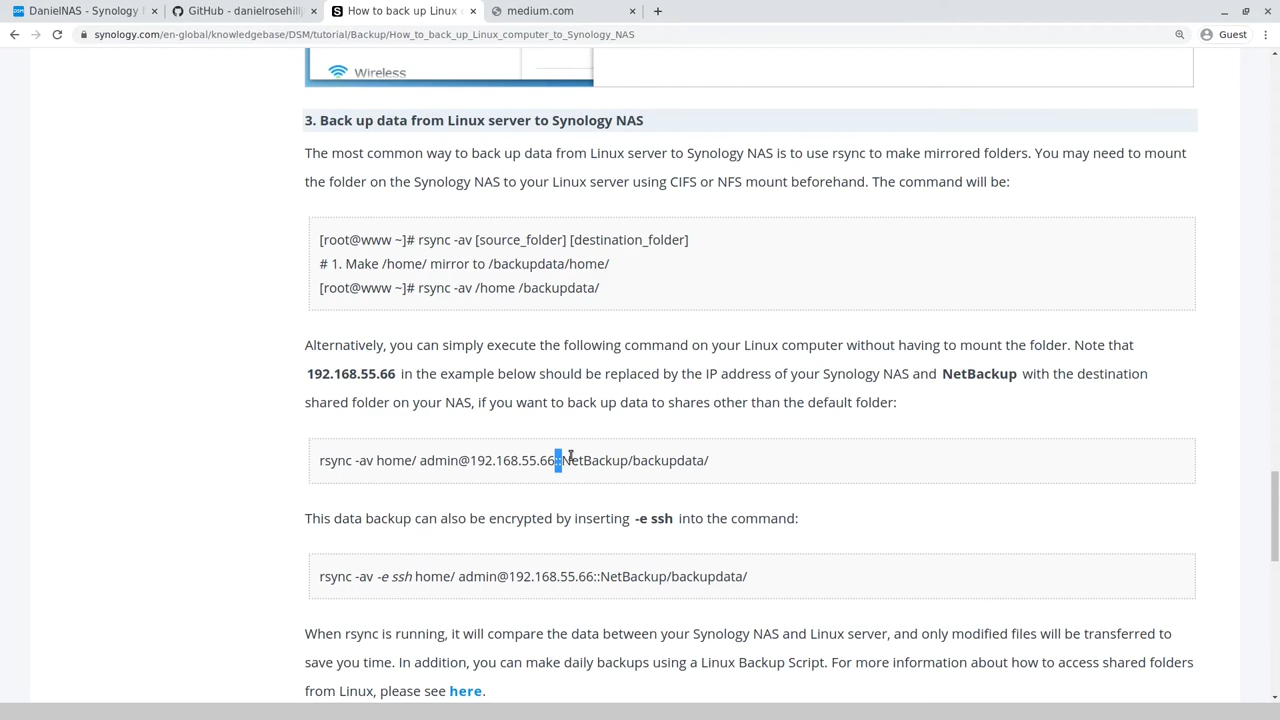 DanielNAS - Synology
GitHub - danielrosehill
How to back up Linux
medium.com
synology.com/en-global/knowledgebase/DSM/tutorial/Backup/How_to_back_up_Linux_computer_to_Synology_NAS
Guest
Wireless
3. Back up data from Linux server to Synology NAS
The most common way to back up data from Linux server to Synology NAS is to use rsync to make mirrored folders. You may need to mount
the folder on the Synology NAS to your Linux server using CIFS or NFS mount beforehand. The command will be:
[root@www ~]# rsync -av [source_folder] [destination_folder]
# 1. Make /home/ mirror to /backupdata/home/
[root@www ~]# rsync -av /home /backupdata/
Alternatively, you can simply execute the following command on your Linux computer without having to mount the folder. Note that
192.168.55.66 in the example below should be replaced by the IP address of your Synology NAS and NetBackup with the destination
shared folder on your NAS, if you want to back up data to shares other than the default folder:
rsync -av home/ admin@192.168.55.66::NetBackup/backupdata/
This data backup can also be encrypted by inserting -e ssh into the command:
rsync -av -e ssh home/ admin@192.168.55.66::NetBackup/backupdata/
When rsync is running, it will compare the data between your Synology NAS and Linux server, and only modified files will be transferred to
save you time. In addition, you can make daily backups using a Linux Backup Script. For more information about how to access shared folders
from Linux, please see here.